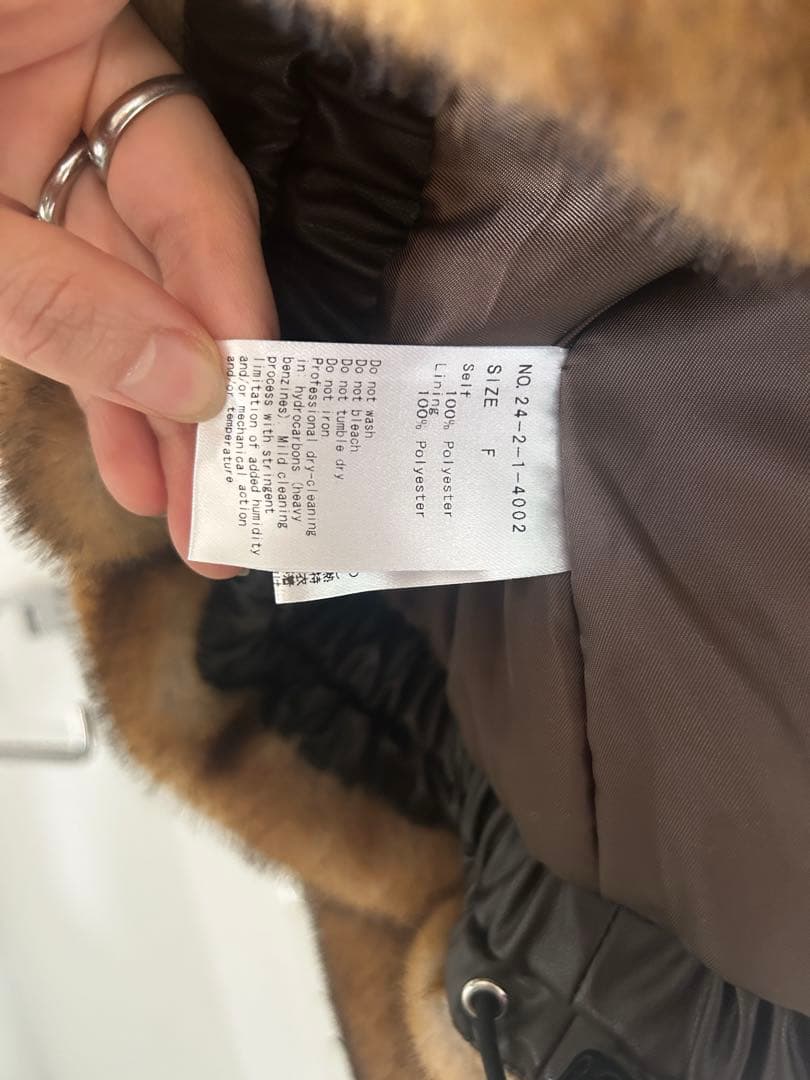 NO. 24-2-1-4002
SIZE F
Self
100% Polyester
Lining
100% Polyester
Do not wash
Do not bleach
Do not tumble dry
Do not iron
Professional dry-cleaning
in: hydrocarbons (heavy
benzines) Mild cleaning
process with stringent
limitation of added humidity
and/or mechanical action
and/or temperature